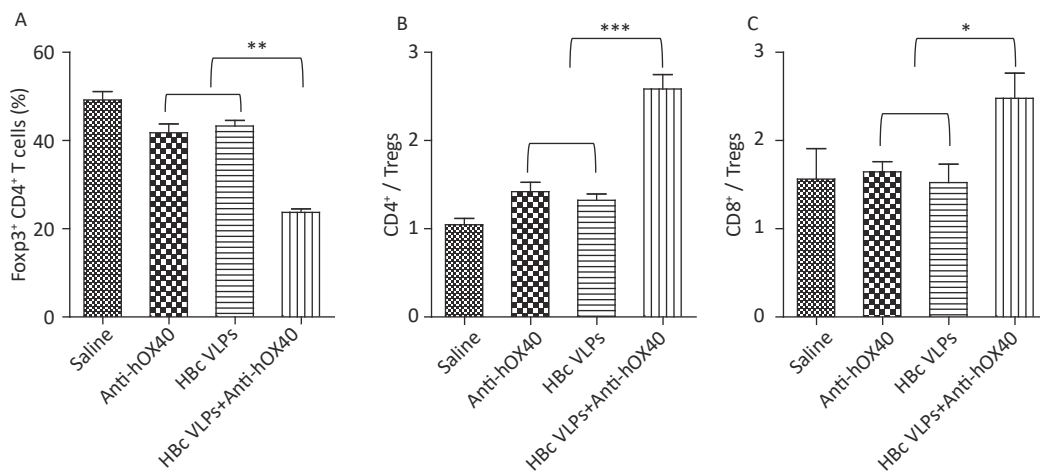 A
Foxp3⁺ CD4⁺ T cells (%)
60
40
20
0
**
Saline
Anti-hOX40
HBc VLPs
HBc VLPs+Anti-hOX40
B
CD4⁺ / Tregs
3
2
1
0
***
Saline
Anti-hOX40
HBc VLPs
HBc VLPs+Anti-hOX40
C
CD8⁺ / Tregs
3
2
1
0
*
Saline
Anti-hOX40
HBc VLPs
HBc VLPs+Anti-hOX40